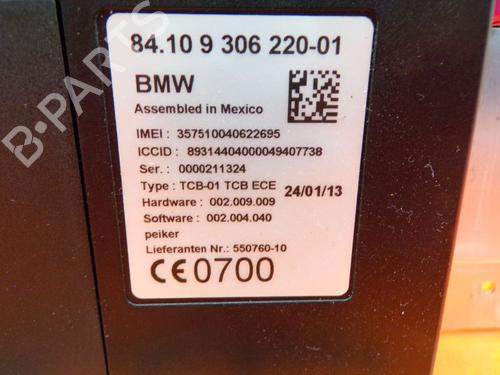 84.10 9 306 220-01
BMW
Assembled in Mexico
IMEI : 357510040622695
ICCID : 89314404000049407738
Ser. : 0000211324
Type : TCB-01 TCB ECE 24/01/13
Hardware : 002.009.009
Software : 002.004.040
peiker
Lieferanten Nr.: 550760-10
CE0700
B-PARTS